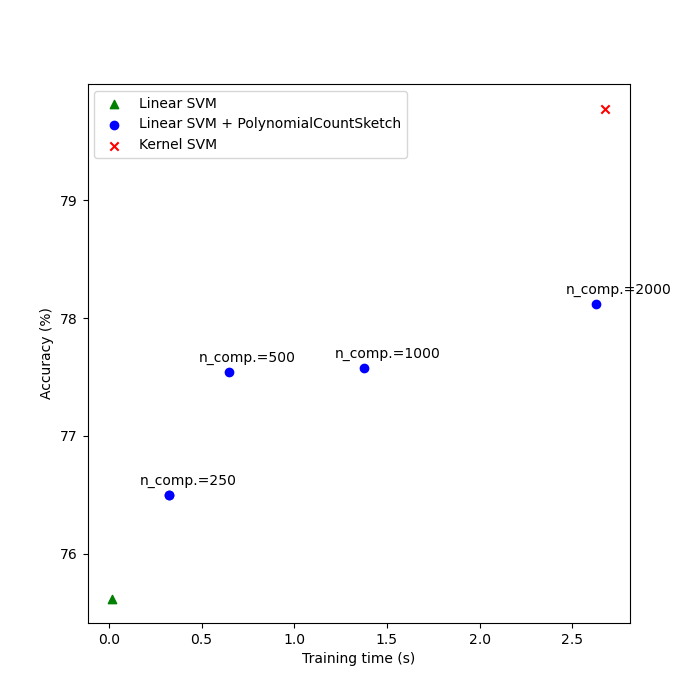 Linear SVM
Linear SVM + PolynomialCountSketch
Kernel SVM
79
78
77
76
n_comp.=2000
n_comp.=1000
n_comp.=500
n_comp.=250
Accuracy (%)
0.0 0.5 1.0 1.5 2.0 2.5
Training time (s)